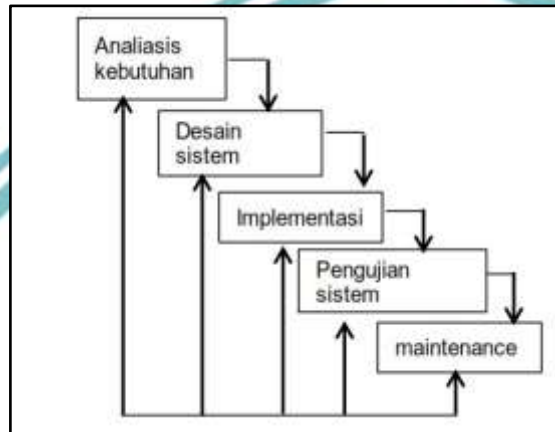 Analiasis
kebutuhan
Desain
sistem
Implementasi
Pengujian
sistem
maintenance